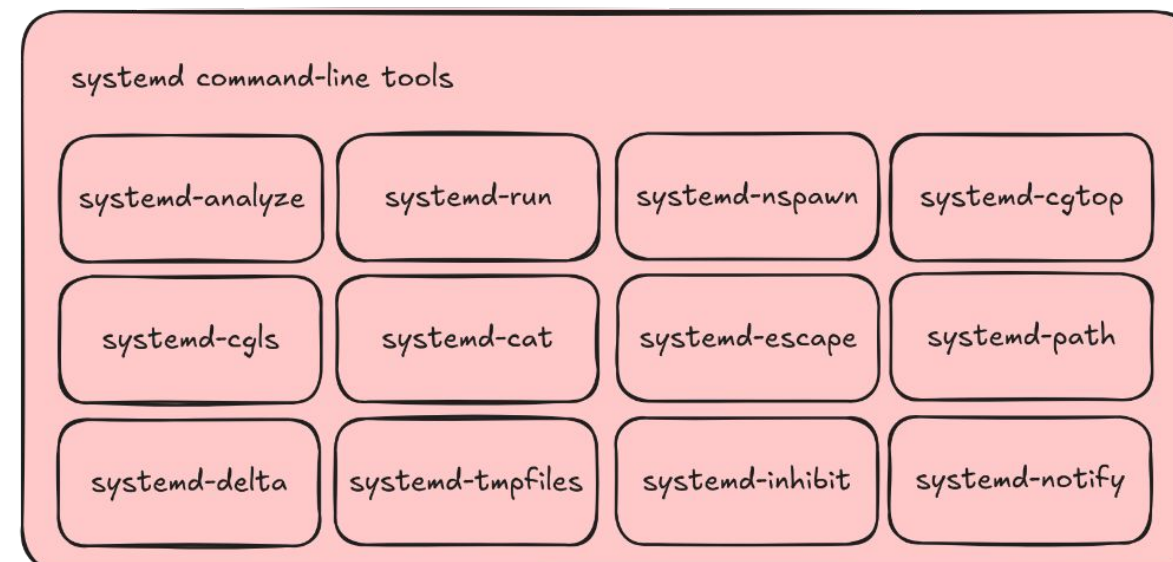 systemd command-line tools
systemd-analyze
systemd-run
systemd-nspawn
systemd-cgtop
systemd-cgls
systemd-cat
systemd-escape
systemd-path
systemd-delta
systemd-tmpfiles
systemd-inhibit
systemd-notify